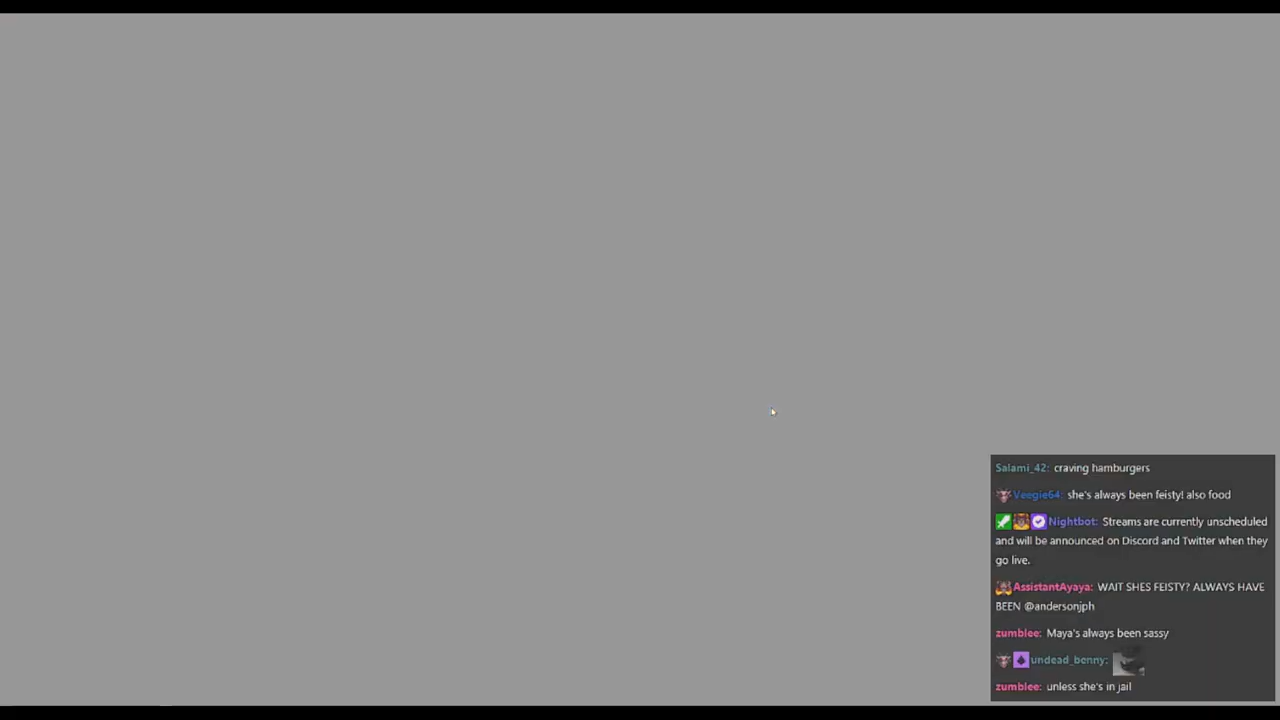 Salami_42: craving hamburgers
Veegie64: she's always been feisty! also food
Nightbot: Streams are currently unscheduled
and will be announced on Discord and Twitter when they
go live.
AssistantAyaya: WAIT SHES FEISTY? ALWAYS HAVE
BEEN @andersonjph
zumblee: Maya's always been sassy
undead_benny:
zumblee: unless she's in jail